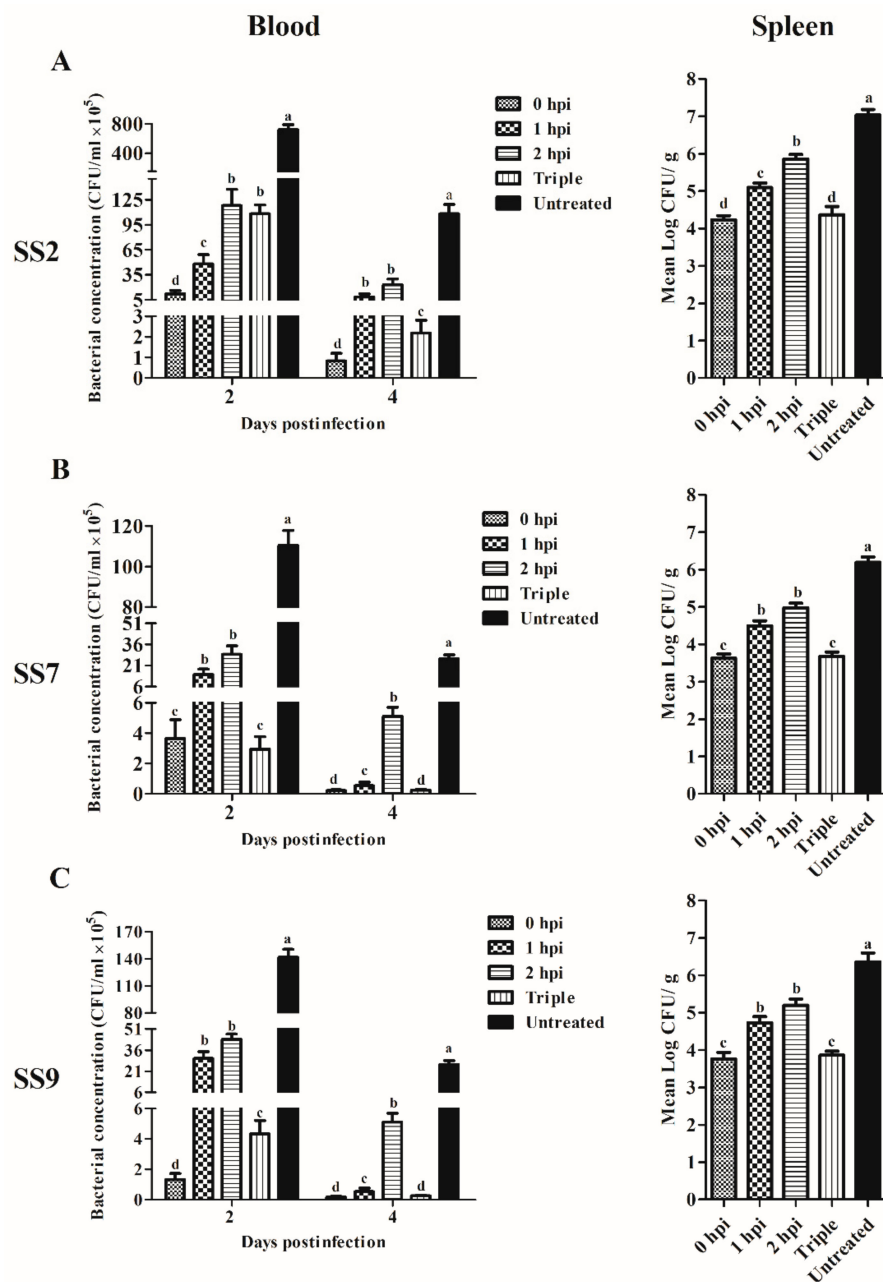 Blood
Spleen
A
SS2
Bacterial concentration (CFU/ml ×10⁵)
800
400
125
95
65
35
5
3
2
1
0
d
c
b
b
a
d
b
b
c
a
2
4
Days postinfection
0 hpi
1 hpi
2 hpi
Triple
Untreated
Mean Log CFU/ g
8
7
6
5
4
3
2
1
0
d
c
b
d
a
0 hpi
1 hpi
2 hpi
Triple
Untreated
B
SS7
Bacterial concentration (CFU/ml ×10⁵)
120
100
80
51
36
21
6
6
4
2
0
c
b
b
c
a
d
c
b
d
a
2
4
Days postinfection
0 hpi
1 hpi
2 hpi
Triple
Untreated
Mean Log CFU/ g
8
7
6
5
4
3
2
1
0
c
b
b
c
a
0 hpi
1 hpi
2 hpi
Triple
Untreated
C
SS9
Bacterial concentration (CFU/ml ×10⁵)
170
140
110
80
51
36
21
6
6
4
2
0
d
b
b
c
a
d
c
b
d
a
2
4
Days postinfection
0 hpi
1 hpi
2 hpi
Triple
Untreated
Mean Log CFU/ g
8
7
6
5
4
3
2
1
0
c
b
b
c
a
0 hpi
1 hpi
2 hpi
Triple
Untreated